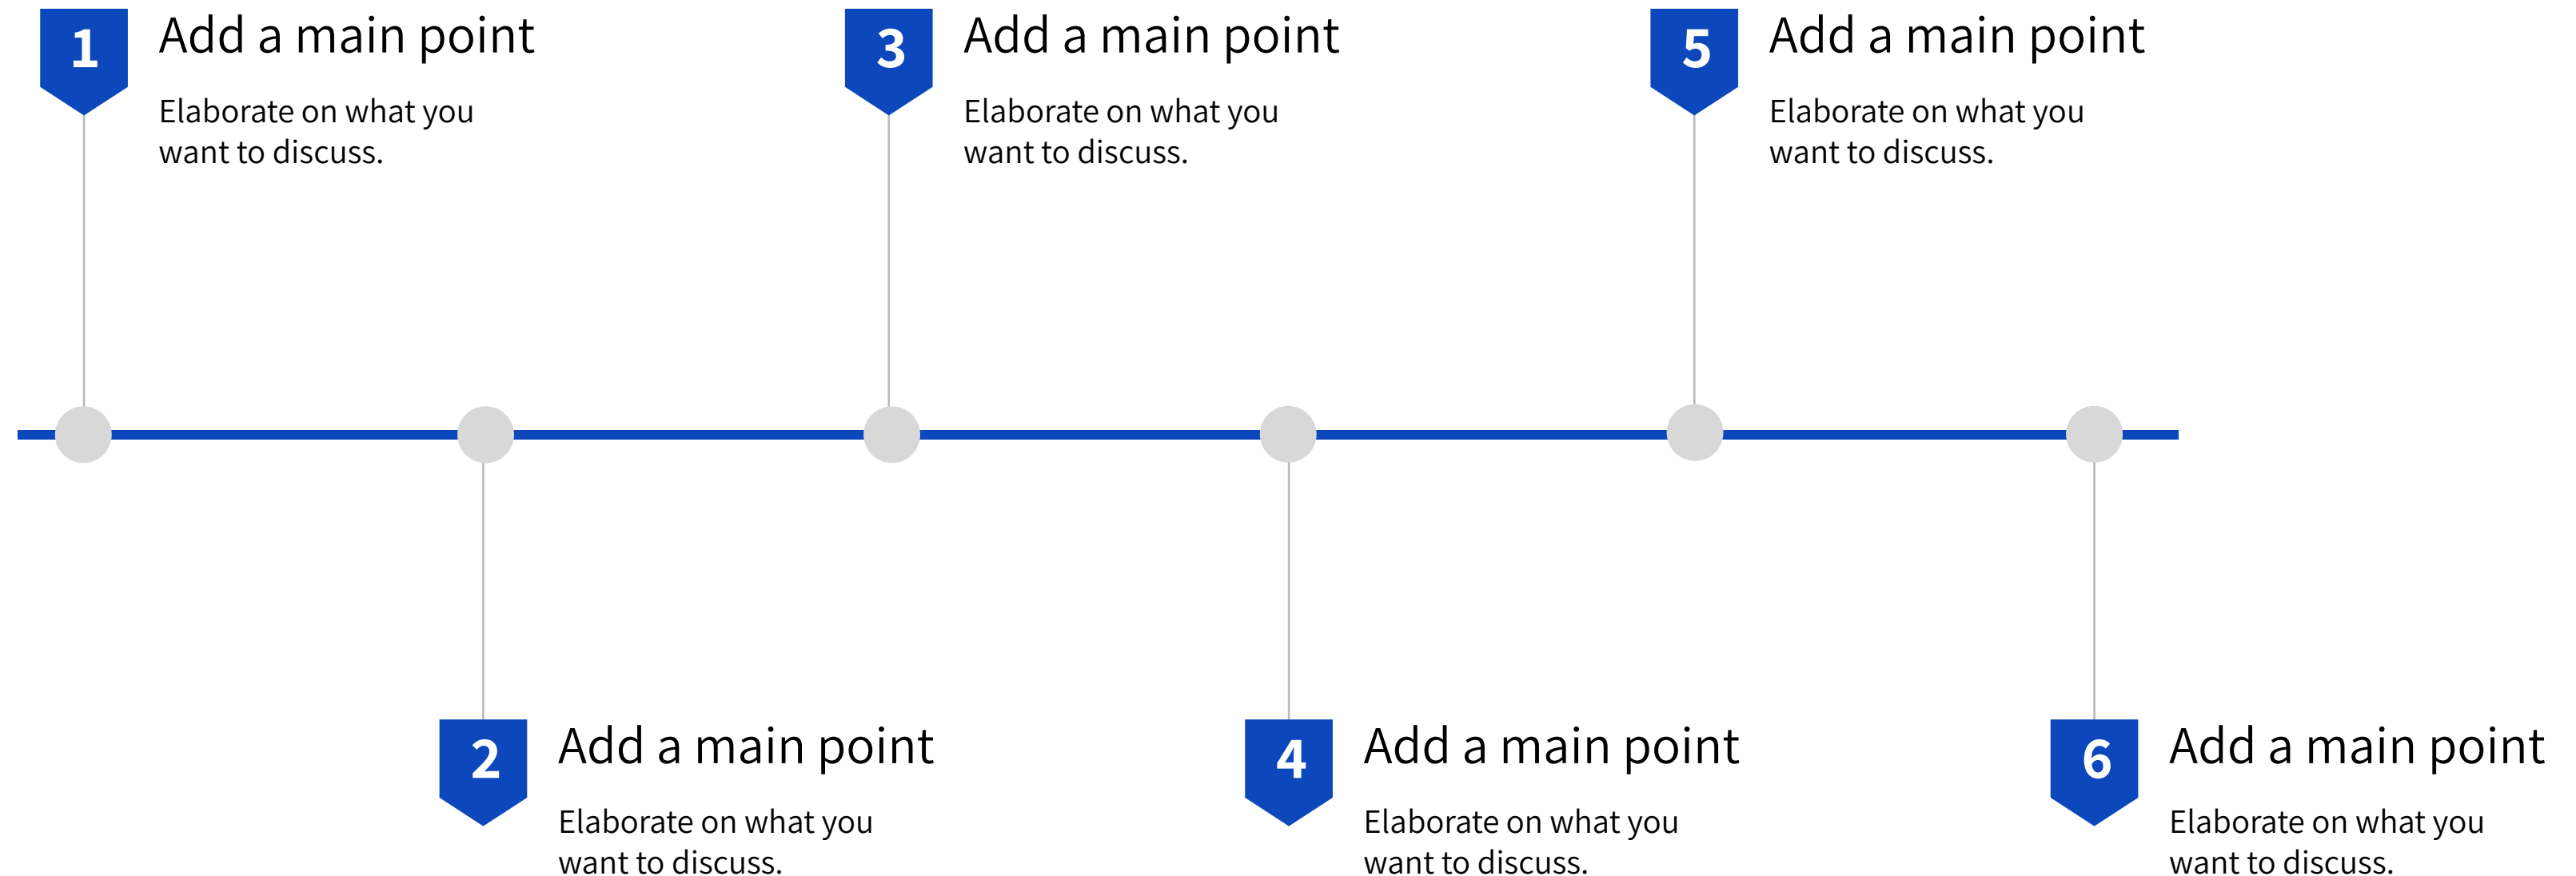 1
Add a main point
Elaborate on what you
want to discuss.
2
Add a main point
Elaborate on what you
want to discuss.
3
Add a main point
Elaborate on what you
want to discuss.
4
Add a main point
Elaborate on what you
want to discuss.
5
Add a main point
Elaborate on what you
want to discuss.
6
Add a main point
Elaborate on what you
want to discuss.